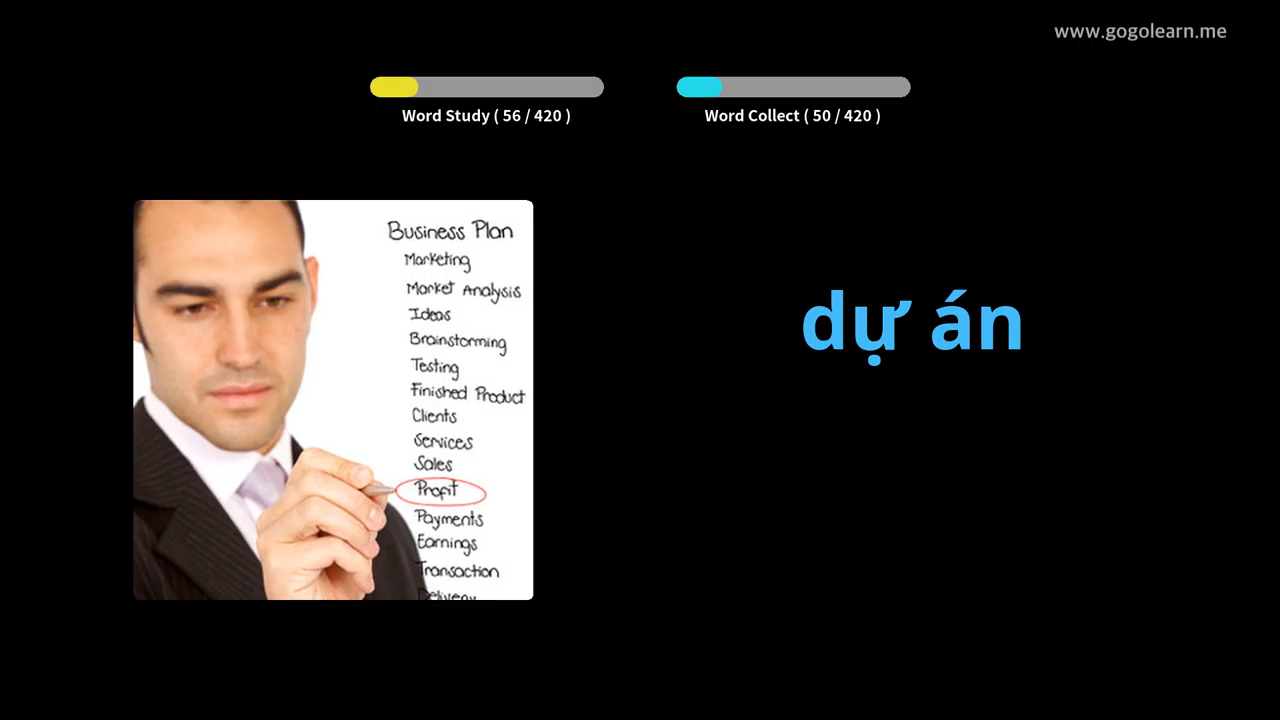 www.gogolearn.me
Word Study ( 56 / 420 )
Word Collect ( 50 / 420 )
Business Plan
Marketing
Market Analysis
Ideas
Brainstorming
Testing
Finished Product
Clients
Services
Sales
Profit
Payments
Earnings
Transaction
Delivery
dự án